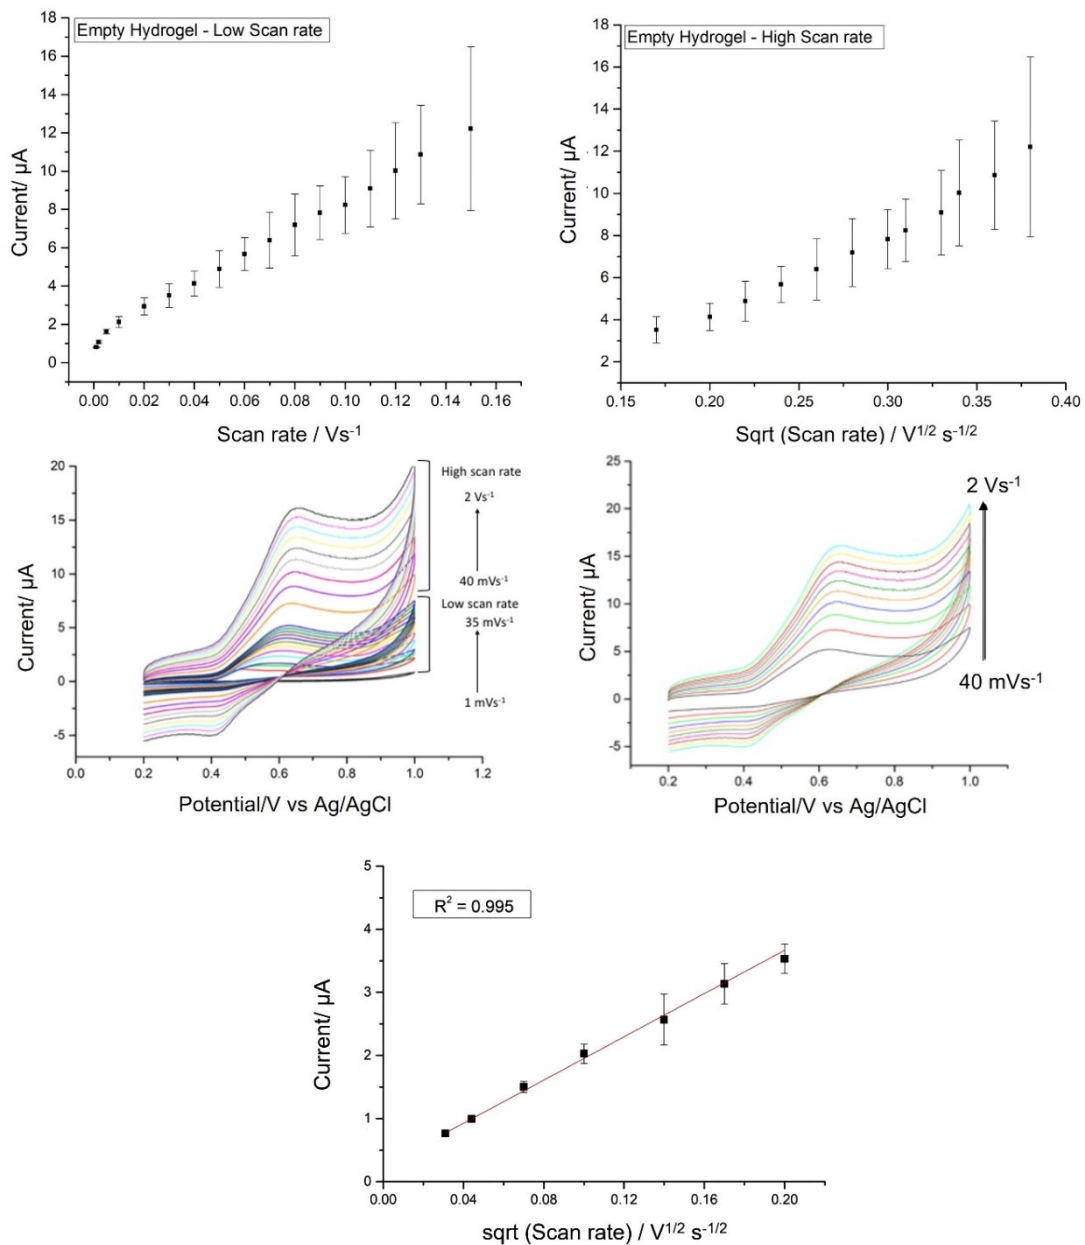 Empty Hydrogel - Low Scan rate
18
16
14
12
10
8
6
4
2
0
Current/ µA
0.00 0.02 0.04 0.06 0.08 0.10 0.12 0.14 0.16
Scan rate / Vs-1
Empty Hydrogel - High Scan rate
18
16
14
12
10
8
6
4
2
Current/ µA
0.15 0.20 0.25 0.30 0.35 0.40
Sqrt (Scan rate) / V1/2 s-1/2
20
15
10
5
0
-5
Current/ µA
High scan rate
2 Vs-1
40 mVs-1
Low scan rate
35 mVs-1
1 mVs-1
0.0 0.2 0.4 0.6 0.8 1.0 1.2
Potential/V vs Ag/AgCl
25
20
15
10
5
0
-5
Current/ µA
2 Vs-1
40 mVs-1
0.2 0.4 0.6 0.8 1.0
Potential/V vs Ag/AgCl
5
4
3
2
1
0
Current/ µA
R2 = 0.995
0.00 0.04 0.08 0.12 0.16 0.20
sqrt (Scan rate) / V1/2 s-1/2